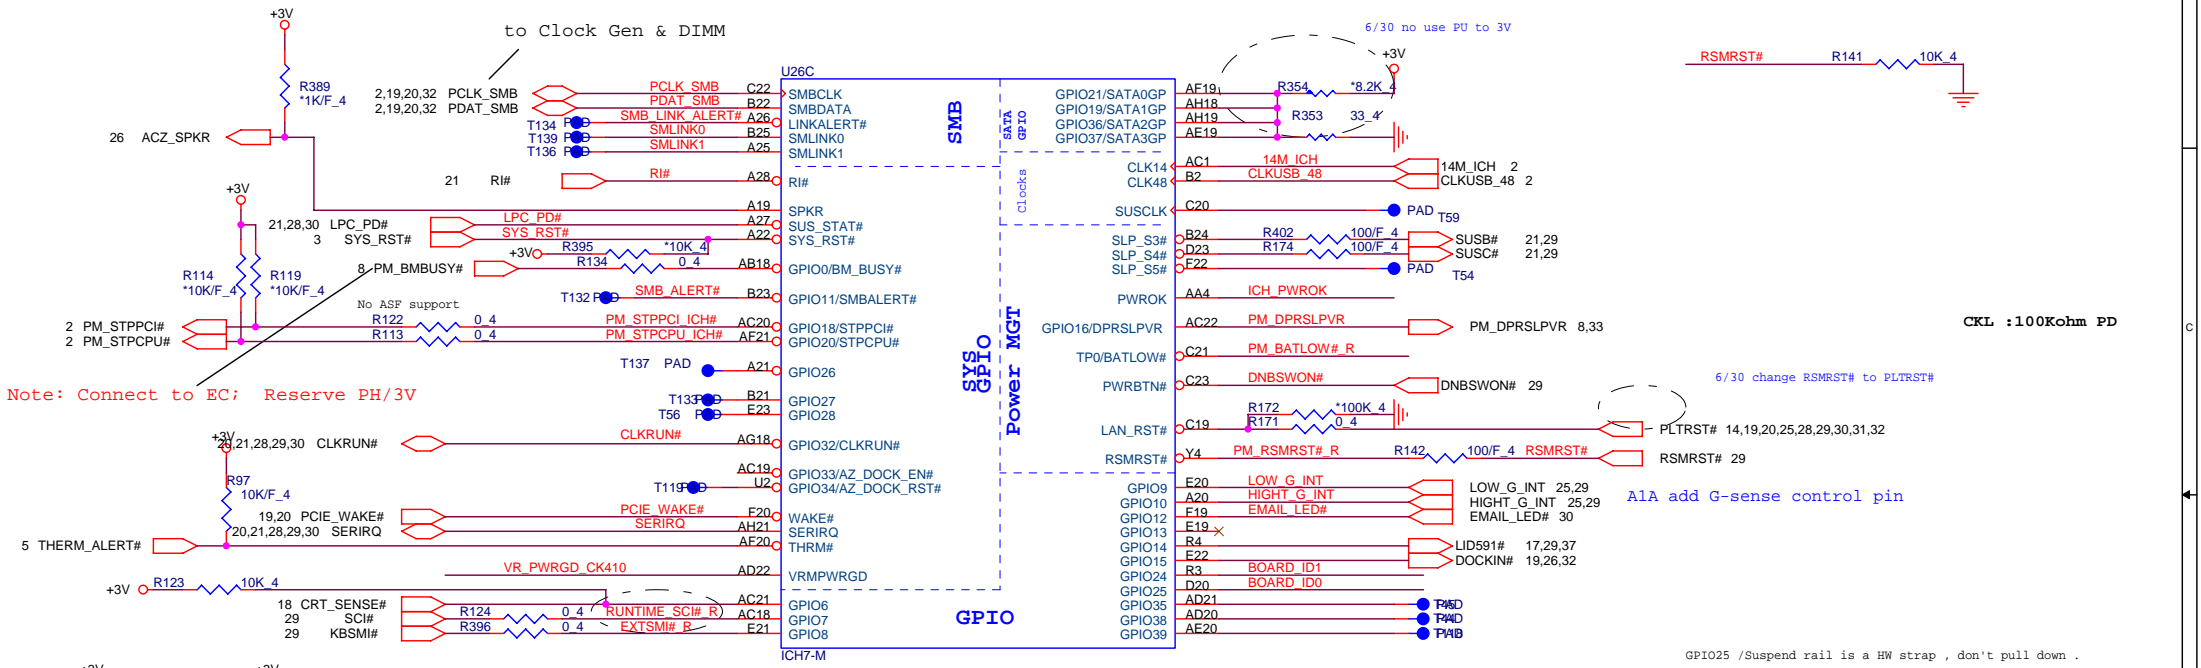 +3V
to Clock Gen & DIMM
6/30 no use PU to 3V
+3V
RSMRST# R141 10K_4
U26C
R389
*1K/F_4
2,19,20,32 PCLK_SMB PCLK_SMB C22 SMBCLK
2,19,20,32 PDAT_SMB PDAT_SMB B22 SMBDATA
T134 PAD SMB_LINK_ALERT# A26 LINKALERT#
T139 PAD SMLINK0 B25 SMLINK0
T136 PAD SMLINK1 A25 SMLINK1
SMB
SATA
GPIO
GPIO21/SATA0GP AF19 R354 *8.2K_4
GPIO19/SATA1GP AH18
GPIO36/SATA2GP AH19 R353 33_4
GPIO37/SATA3GP AE19
26 ACZ_SPKR
Clocks
CLK14 AC1 14M_ICH 14M_ICH 2
CLK48 B2 CLKUSB_48 CLKUSB_48 2
SUSCLK C20 PAD T59
21 RI# RI# A28 RI#
+3V
A19 SPKR
21,28,30 LPC_PD# LPC_PD# A27 SUS_STAT#
3 SYS_RST# SYS_RST# A22 SYS_RST#
+3V R395 *10K_4
8 PM_BMBUSY# R134 0_4 AB18 GPIO0/BM_BUSY#
SLP_S3# B24 R402 100/F_4 SUSB# 21,29
SLP_S4# D23 R174 100/F_4 SUSC# 21,29
SLP_S5# F22 PAD T54
R114
*10K/F_4
R119
*10K/F_4
No ASF support
T132 PAD SMB_ALERT# B23 GPIO11/SMBALERT#
PWROK AA4 ICH_PWROK
2 PM_STPPCI# R122 0_4 PM_STPPCI_ICH# AC20 GPIO18/STPPCI#
2 PM_STPCPU# R113 0_4 PM_STPCPU_ICH# AF21 GPIO20/STPCPU#
SYS
GPIO
Power MGT
GPIO16/DPRSLPVR AC22 PM_DPRSLPVR PM_DPRSLPVR 8,33
CKL :100Kohm PD
C
TP0/BATLOW# C21 PM_BATLOW#_R
T137 PAD A21 GPIO26
PWRBTN# C23 DNBSWON# DNBSWON# 29
6/30 change RSMRST# to PLTRST#
Note: Connect to EC; Reserve PH/3V
T133 PAD B21 GPIO27
T56 PAD E23 GPIO28
R172 *100K_4
LAN_RST# C19 R171 0_4 PLTRST# 14,19,20,25,28,29,30,31,32
+3V
20,21,28,29,30 CLKRUN# CLKRUN# AG18 GPIO32/CLKRUN#
RSMRST# Y4 PM_RSMRST#_R R142 100/F_4 RSMRST# RSMRST# 29
AC19 GPIO33/AZ_DOCK_EN#
T119 PAD U2 GPIO34/AZ_DOCK_RST#
R97
10K/F_4
GPIO9 E20 LOW_G_INT LOW_G_INT 25,29
GPIO10 A20 HIGHT_G_INT HIGHT_G_INT 25,29
GPIO12 F19 EMAIL_LED# EMAIL_LED# 30
A1A add G-sense control pin
19,20 PCIE_WAKE# PCIE_WAKE# F20 WAKE#
20,21,28,29,30 SERIRQ SERIRQ AH21 SERIRQ
5 THERM_ALERT# AF20 THRM#
GPIO13 E19
GPIO14 R4 LID591# 17,29,37
GPIO15 E22 DOCKIN# 19,26,32
VR_PWRGD_CK410 AD22 VRMPWRGD
GPIO24 R3 BOARD_ID1
GPIO25 D20 BOARD_ID0
+3V R123 10K_4
18 CRT_SENSE# AC21 GPIO6
29 SCI# R124 0_4 RUNTIME_SCI#_R AC18 GPIO7
29 KBSMI# R396 0_4 EXTSMI#_R E21 GPIO8
GPIO
GPIO35 AD21 PAD
GPIO38 AD20 PAD
GPIO39 AE20 PAD
ICH7-M
GPIO25 /Suspend rail is a HW strap , don't pull down .
+3V +3V